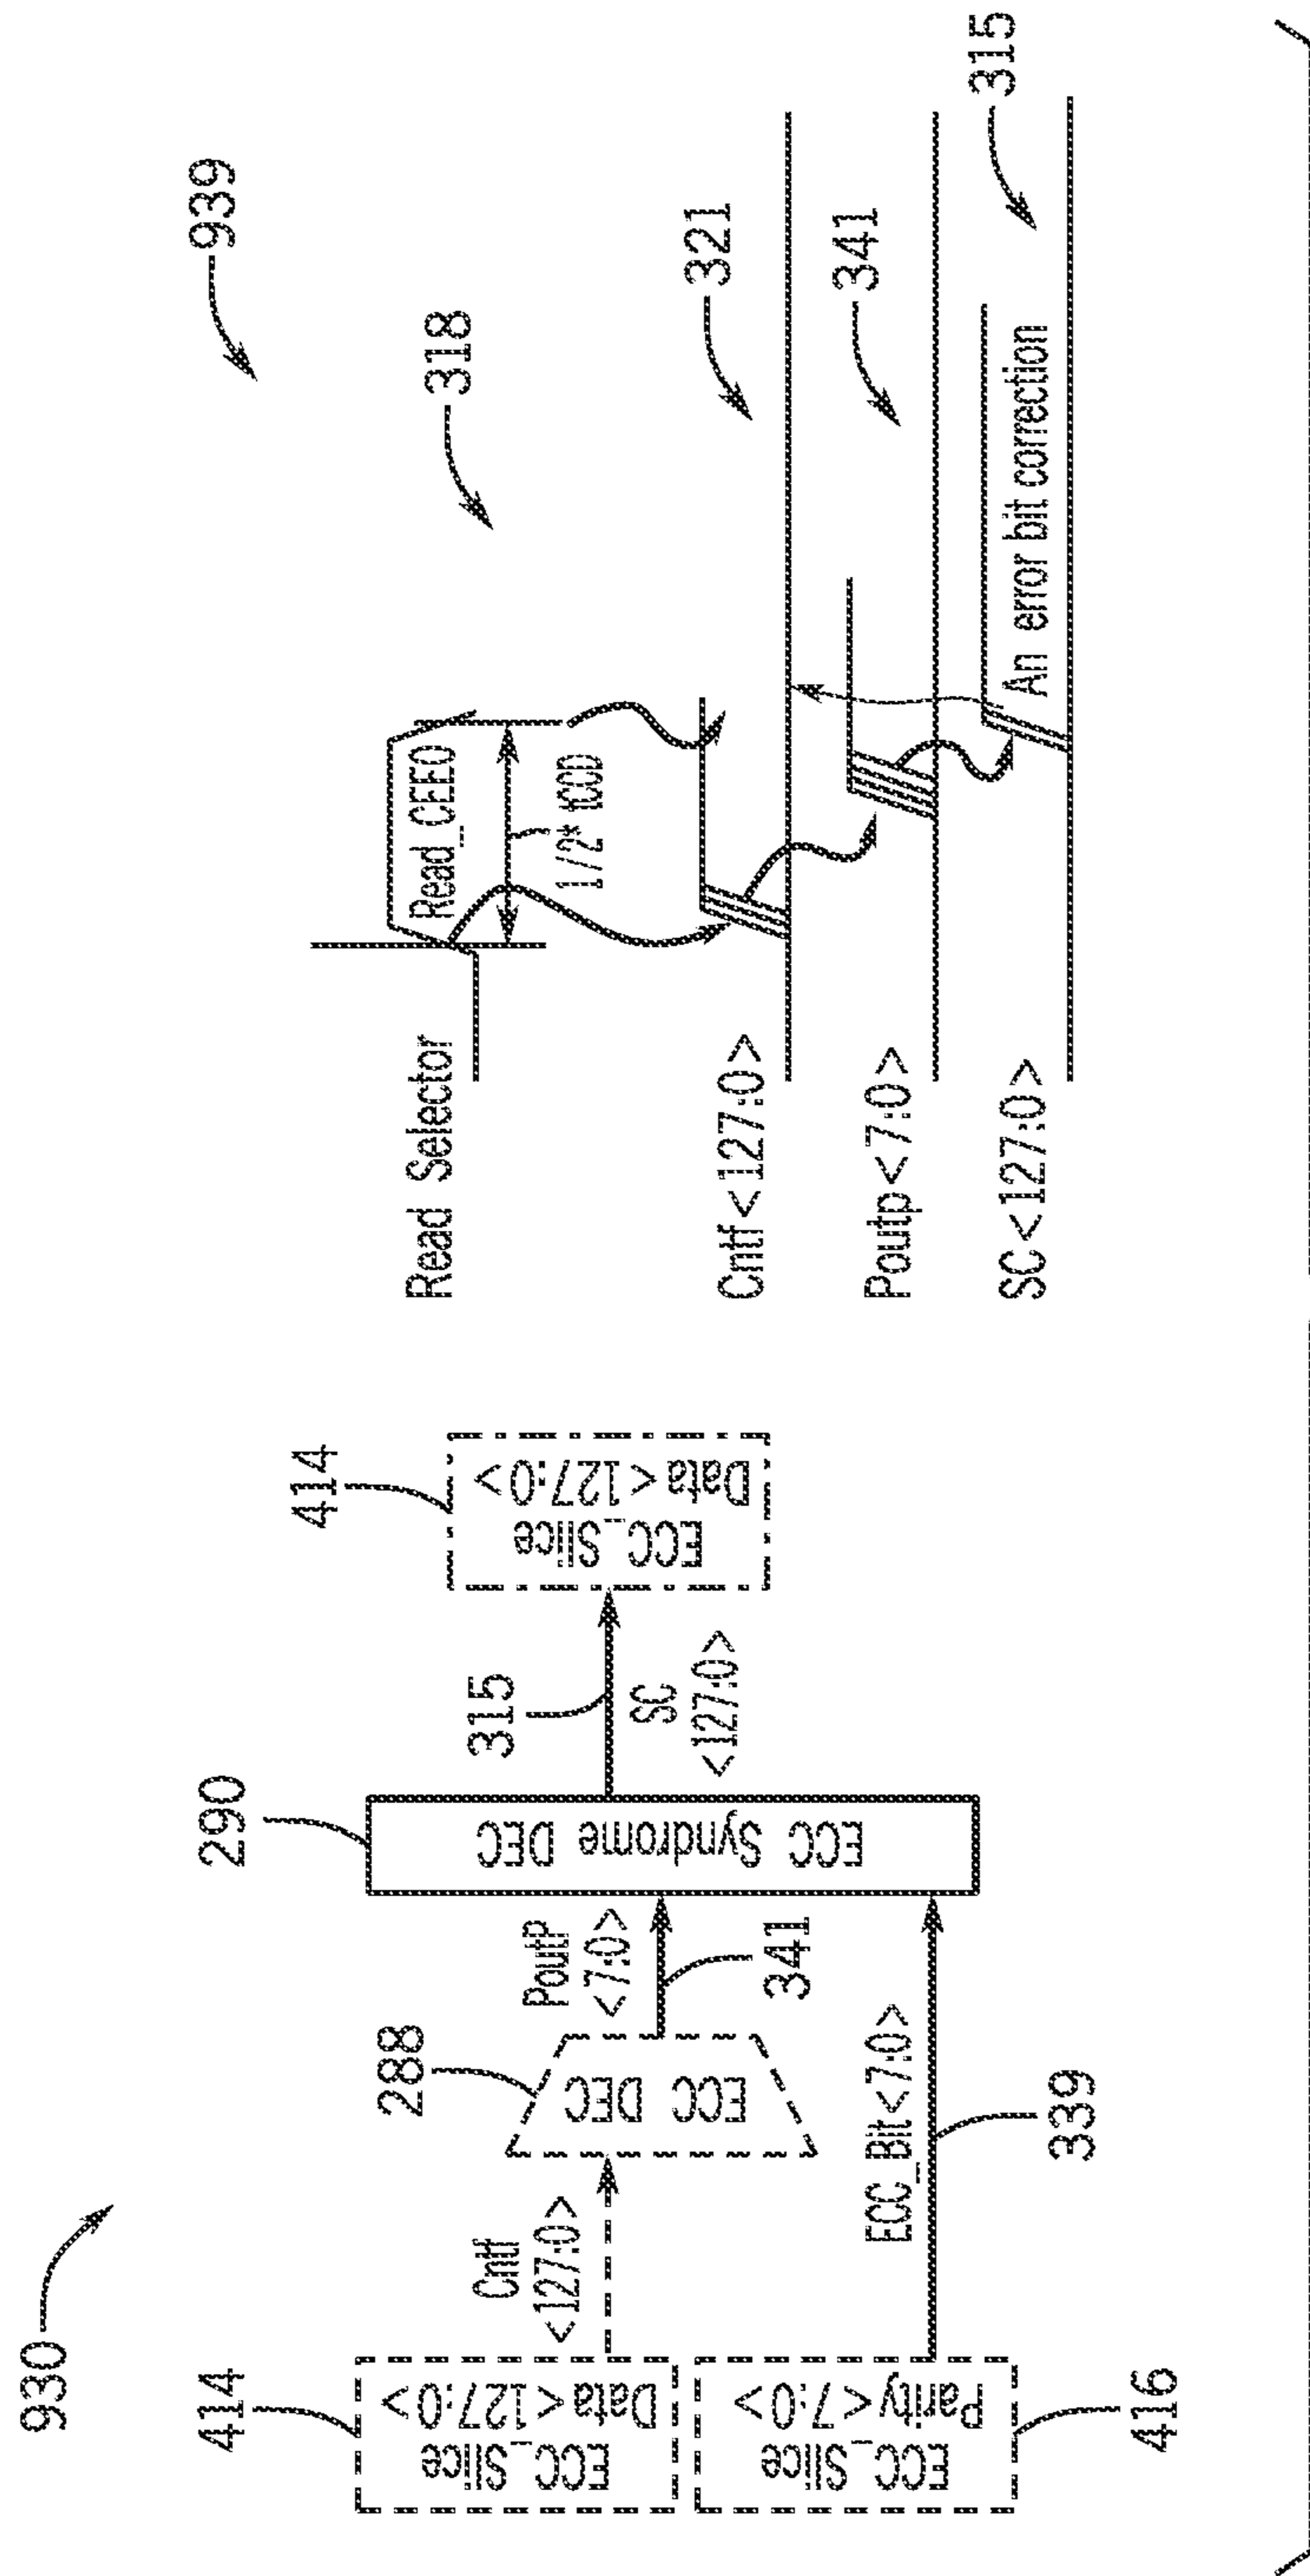 930
414
ECC_Slice
Data<127:0>
ECC_Slice
Parity<7:0>
416
Cntf
<127:0>
288
ECC DEC
PoutP
<7:0>
341
ECC_Bit<7:0>
339
290
ECC Syndrome DEC
315
SC
<127:0>
414
ECC_Slice
Data<127:0>
939
318
Read Selector
Read_CEE0
1/2* tCCD
321
Cntf<127:0>
341
Poutp<7:0>
315
SC<127:0>
An error bit correction